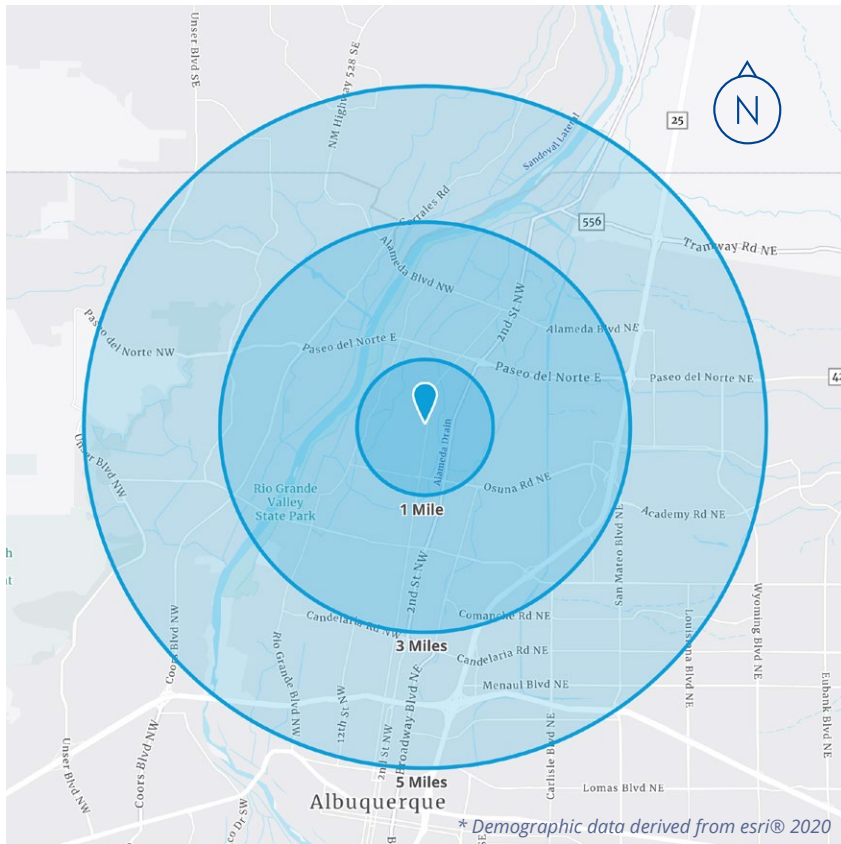 Unser Blvd SE
NM Highway 528 SE
N
25
Sandoval Lateral
Corrales Rd
556
Tramway Rd NE
Alameda Blvd NW
2nd St NW
Paseo del Norte NW
Paseo del Norte E
Alameda Blvd NE
Paseo del Norte E
Paseo del Norte NE
42
Alameda Drain
Unser Blvd NW
Rio Grande
Valley
State Park
Osuna Rd NE
1 Mile
Academy Rd NE
San Mateo Blvd NE
h
nt
2nd St NW
Wyoming Blvd NE
Coors Blvd NW
Candelaria Rd NW
Comanche Rd NE
Louisiana Blvd NE
3 Miles
Rio Grande Blvd NW
Candelaria Rd NE
12th St NW
Broadway Blvd NE
Menaul Blvd NE
Eubank Blvd NE
Unser Blvd NW
Coors Blvd NW
2nd St NW
Carlisle Blvd NE
5 Miles
Lomas Blvd NE
Albuquerque
co Dr SW
B
* Demographic data derived from esri® 2020